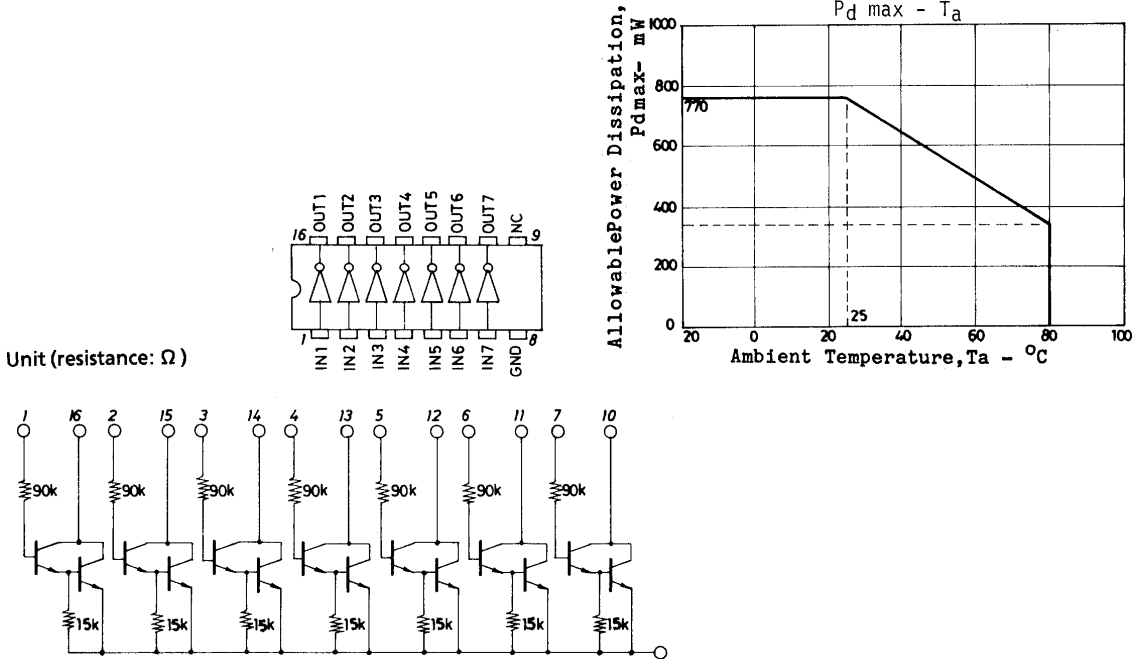 Pd max - Ta
Allowable Power Dissipation,
Pdmax- mW
1000
800
770
600
400
200
0
25
20 0 20 40 60 80 100
Ambient Temperature,Ta - °C
16 OUT1 OUT2 OUT3 OUT4 OUT5 OUT6 OUT7 NC 9
1 IN1 IN2 IN3 IN4 IN5 IN6 IN7 GND 8
Unit (resistance: Ω)
1 16 2 15 3 14 4 13 5 12 6 11 7 10
90k 90k 90k 90k 90k 90k 90k
15k 15k 15k 15k 15k 15k 15k